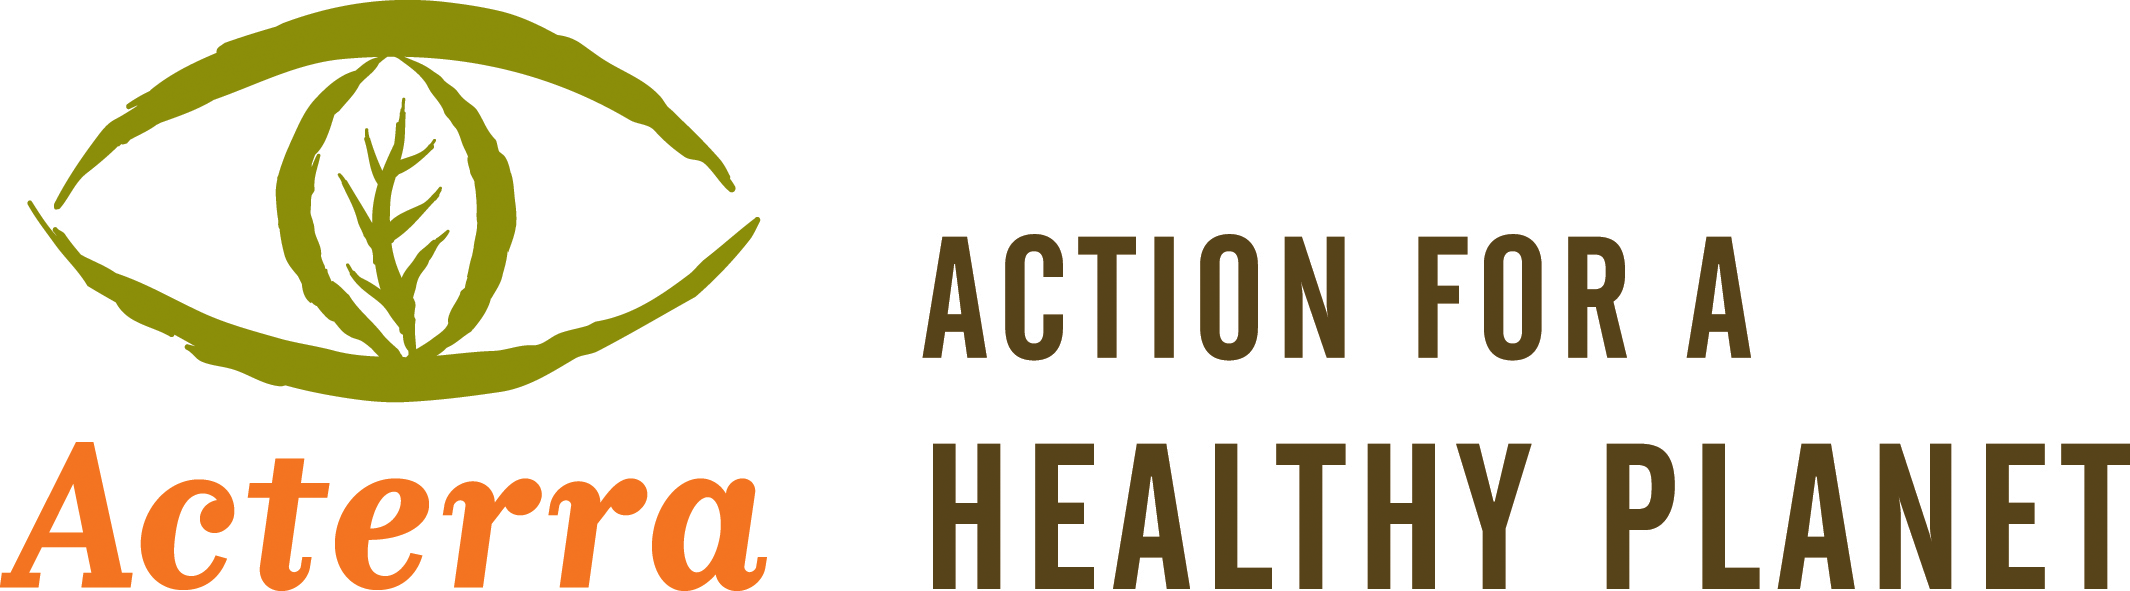 Acterra
ACTION FOR A
HEALTHY PLANET